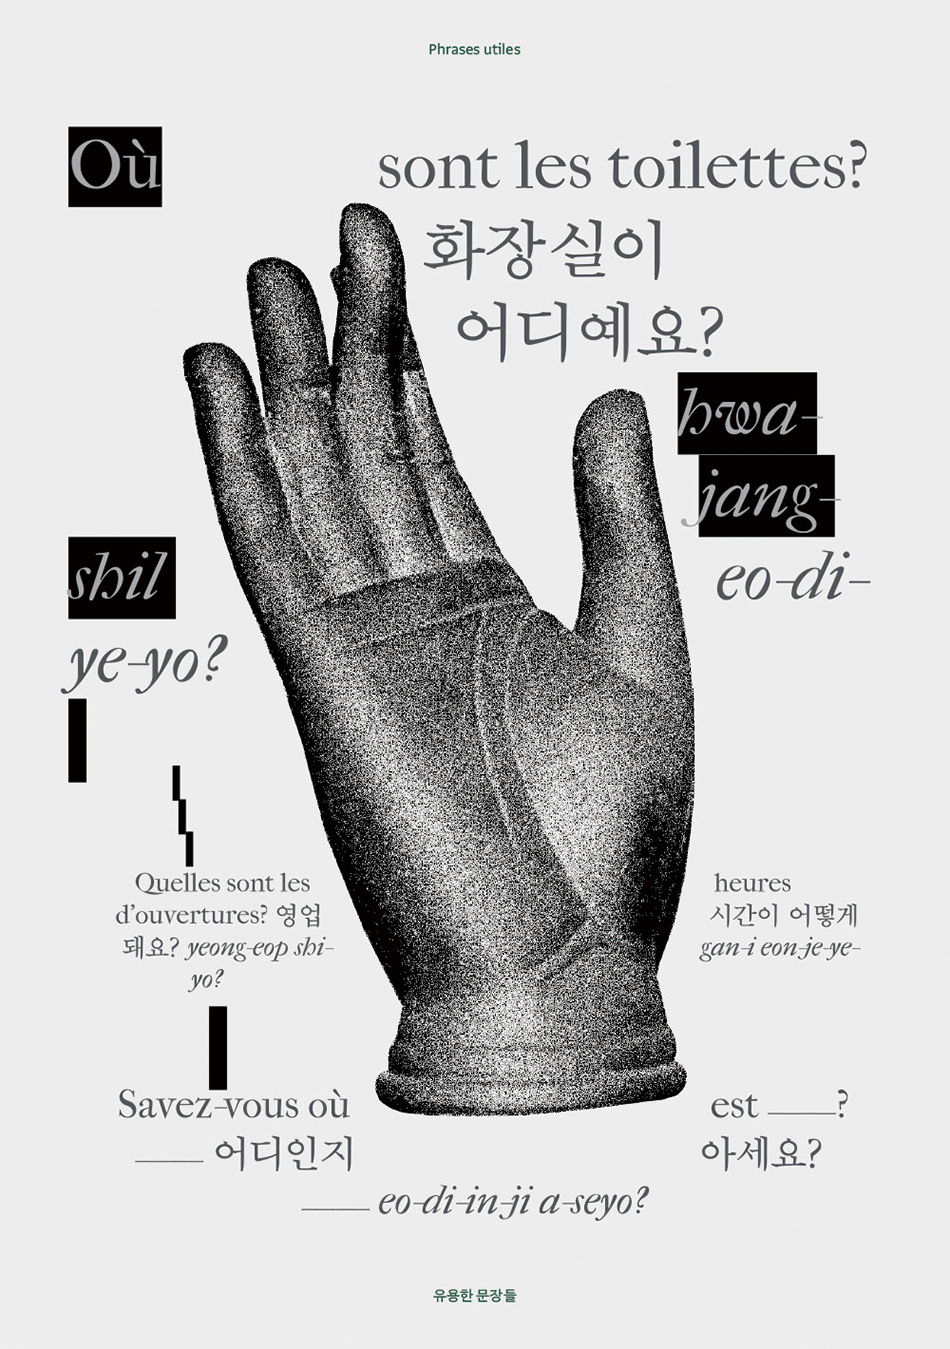 Phrases utiles
Où sont les toilettes?
화장실이
어디예요?
hwa-
jang-
shil eo-di-
ye-yo?
Quelles sont les heures
d’ouvertures? 영업 시간이 어떻게
돼요? yeong-eop shi- gan-i eon-je-ye-
yo?
Savez-vous où est ____?
____ 어디인지 아세요?
____ eo-di-in-ji a-seyo?
유용한 문장들